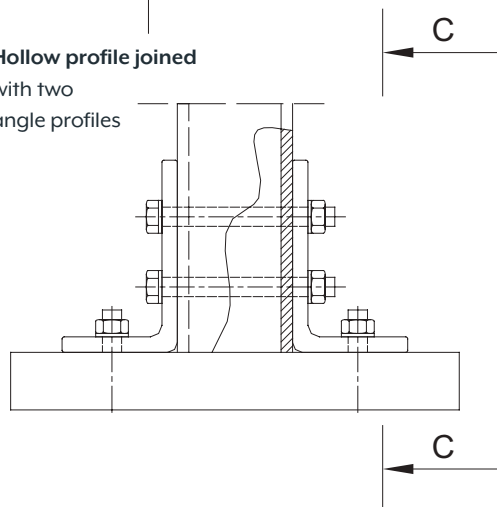 C
Hollow profile joined
with two
angle profiles
C